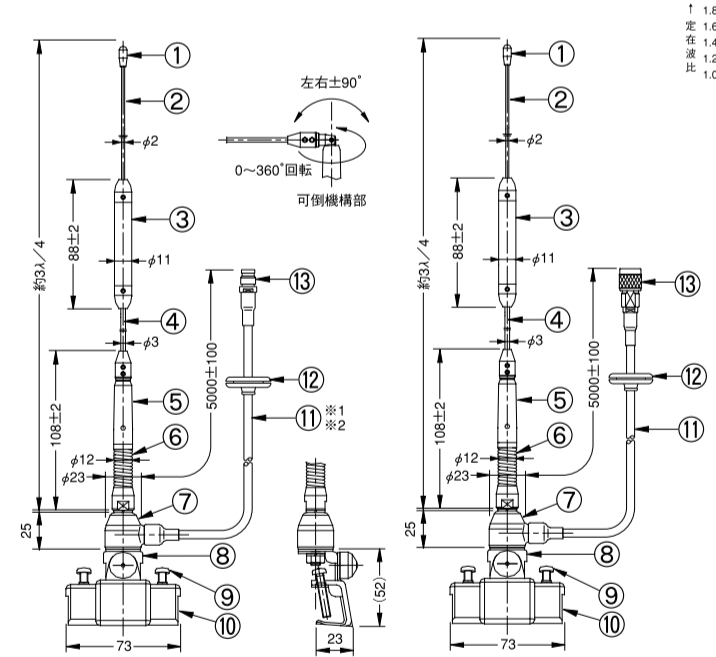 ①
②
φ2
③
φ11
88±2
約3λ/4
④
φ3
108±2
⑤
⑥
φ12
φ23
⑦
25
⑧
⑨
⑩
73
左右±90°
0~360°回転
可倒機構部
⑬
5000±100
⑫
⑪ ※1
※2
(52)
23
①
②
φ2
③
φ11
88±2
約3λ/4
④
φ3
108±2
⑤
⑥
φ12
φ23
⑦
25
⑧
⑨
⑩
73
⑬
5000±100
⑫
⑪
↑
定在波比
1.8
1.6
1.4
1.2
1.0